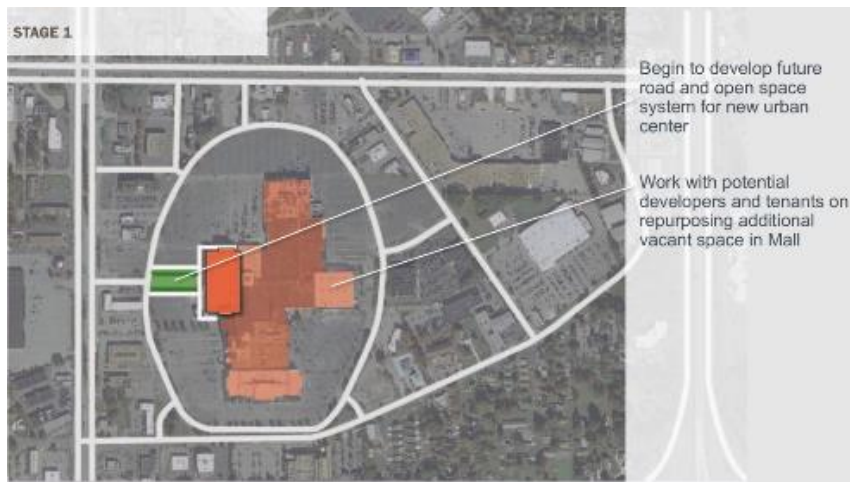 STAGE 1
Begin to develop future
road and open space
system for new urban
center
Work with potential
developers and tenants on
repurposing additional
vacant space in Mall